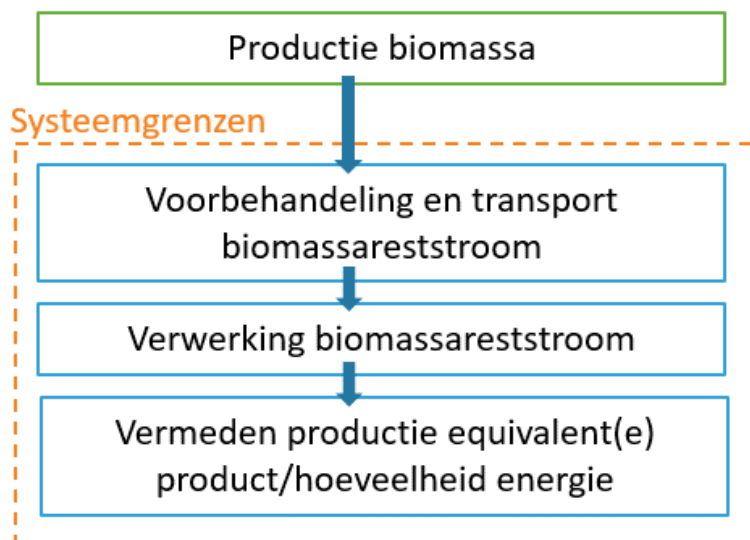 Productie biomassa
Systeemgrenzen
Voorbehandeling en transport
biomassareststroom
Verwerking biomassareststroom
Vermeden productie equivalent(e)
product/hoeveelheid energie